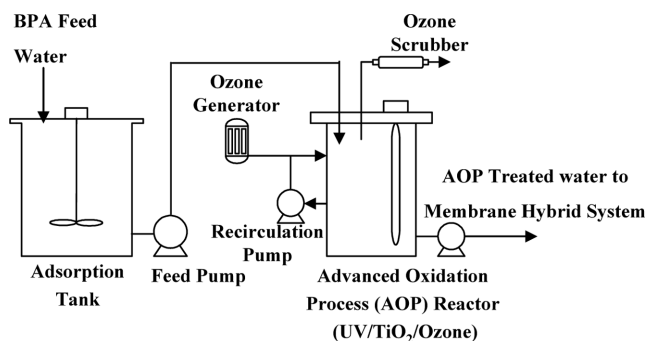 BPA Feed
Water
Ozone
Scrubber
Ozone
Generator
AOP Treated water to
Membrane Hybrid System
Recirculation
Pump
Feed Pump
Adsorption
Tank
Advanced Oxidation
Process (AOP) Reactor
(UV/TiO₂/Ozone)